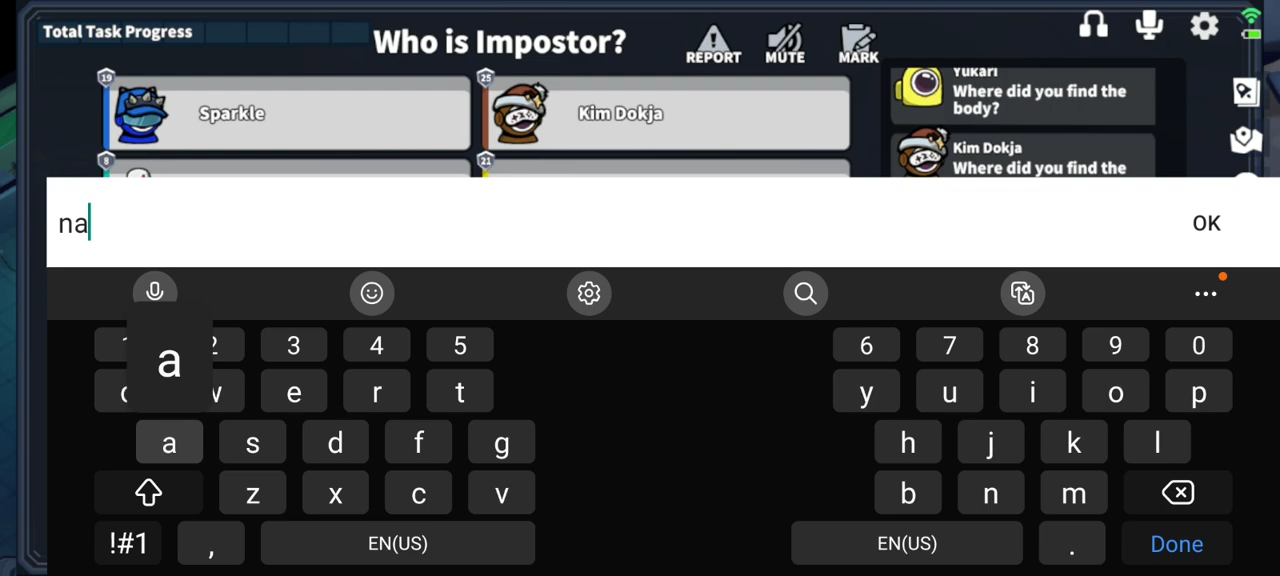 Total Task Progress
Who is Impostor?
REPORT
MUTE
MARK
19
Sparkle
25
Kim Dokja
8
21
Yukari
Where did you find the
body?
Kim Dokja
Where did you find the
na
OK
a
3 4 5 6 7 8 9 0
e r t y u i o p
a s d f g h j k l
z x c v b n m
!#1 , EN(US) EN(US) . Done